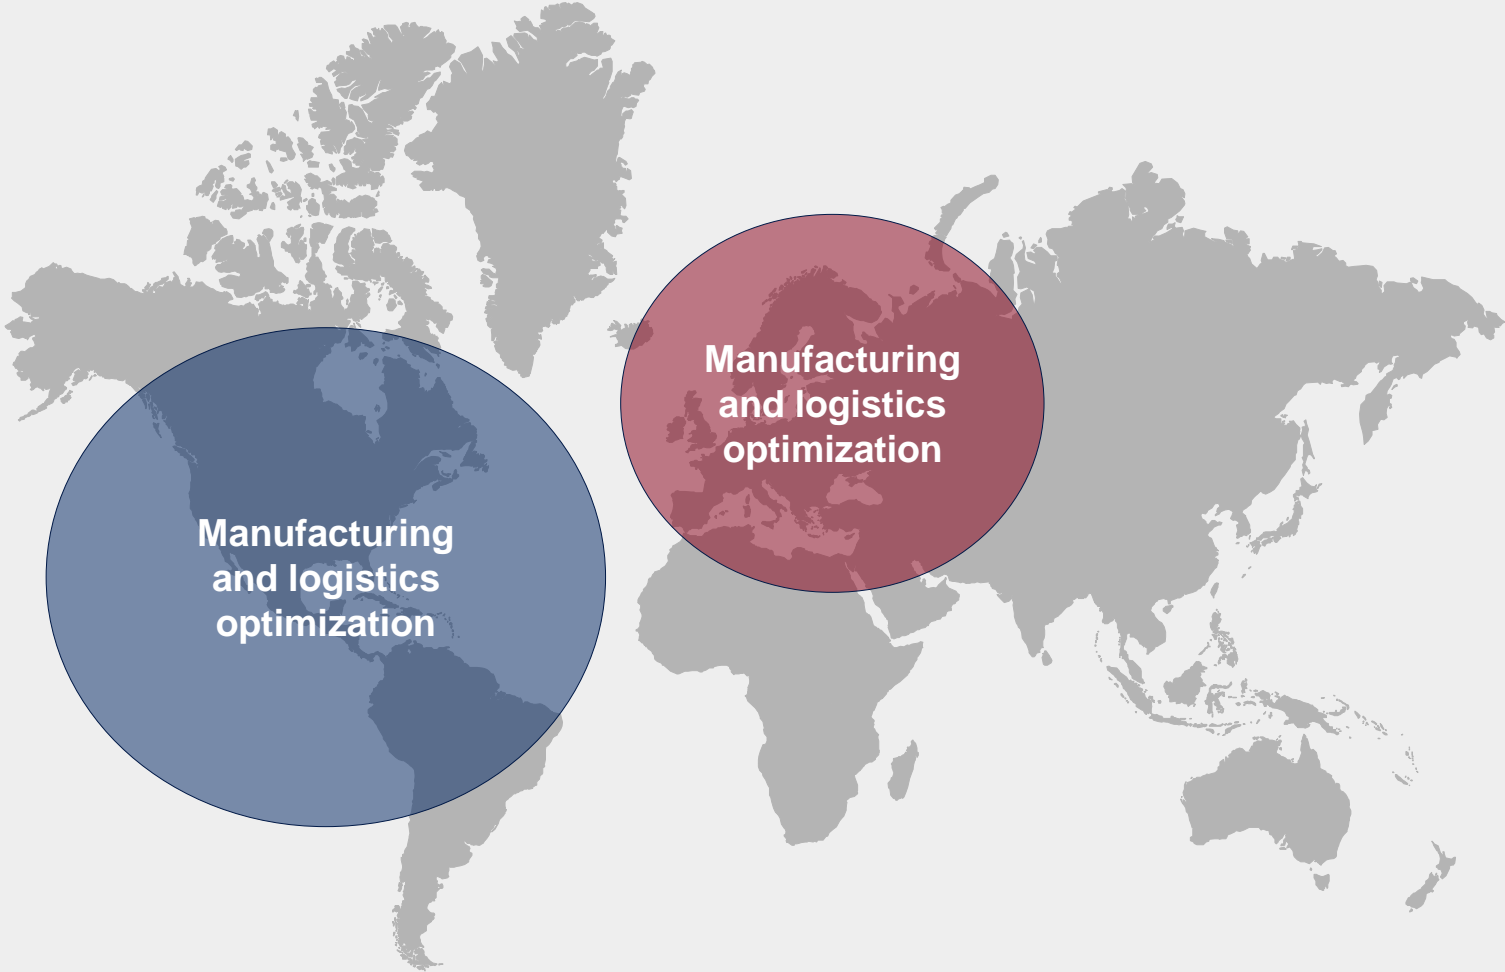 Manufacturing
and logistics
optimization
Manufacturing
and logistics
optimization